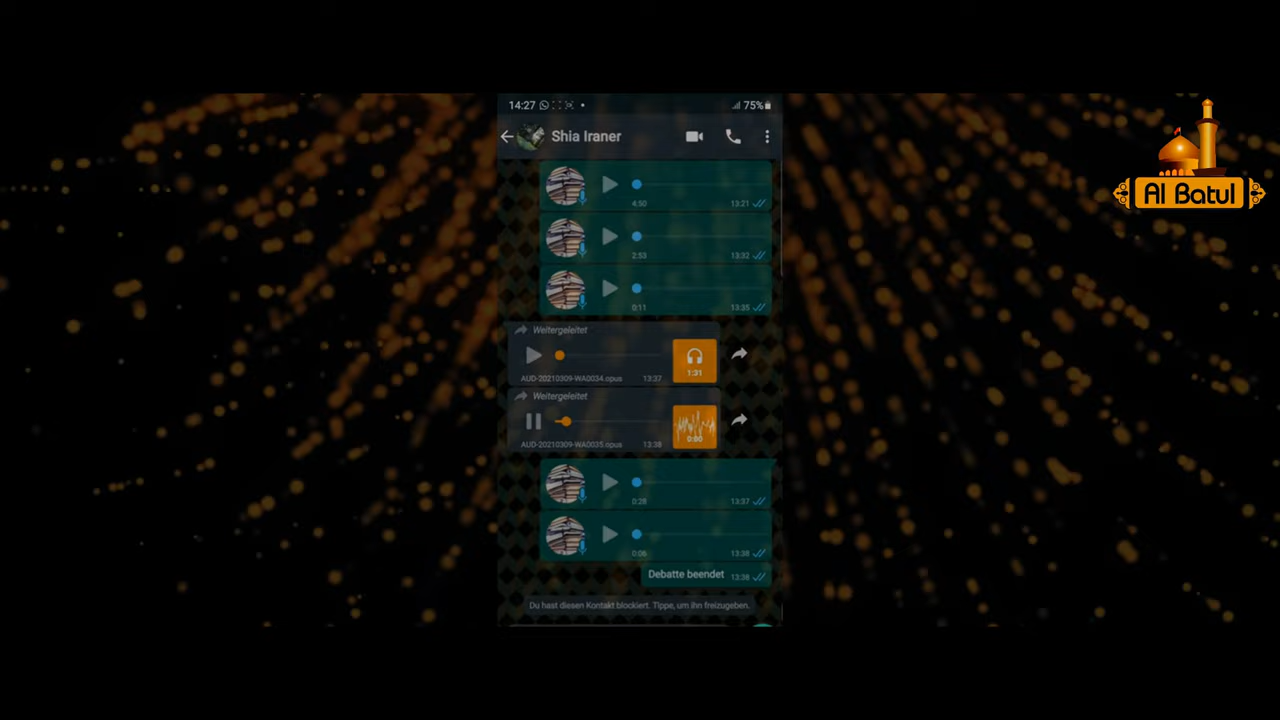 14:27
75%
Shia Iraner
4:50 13:21
2:53 13:32
0:11 13:35
Weitergeleitet
1:31
AUD-20210309-WA0034.opus 13:37
Weitergeleitet
0:00
AUD-20210309-WA0035.opus 13:38
0:28 13:37
0:06 13:38
Debatte beendet 13:38
Du hast diesen Kontakt blockiert. Tippe, um ihn freizugeben.
Al Batul